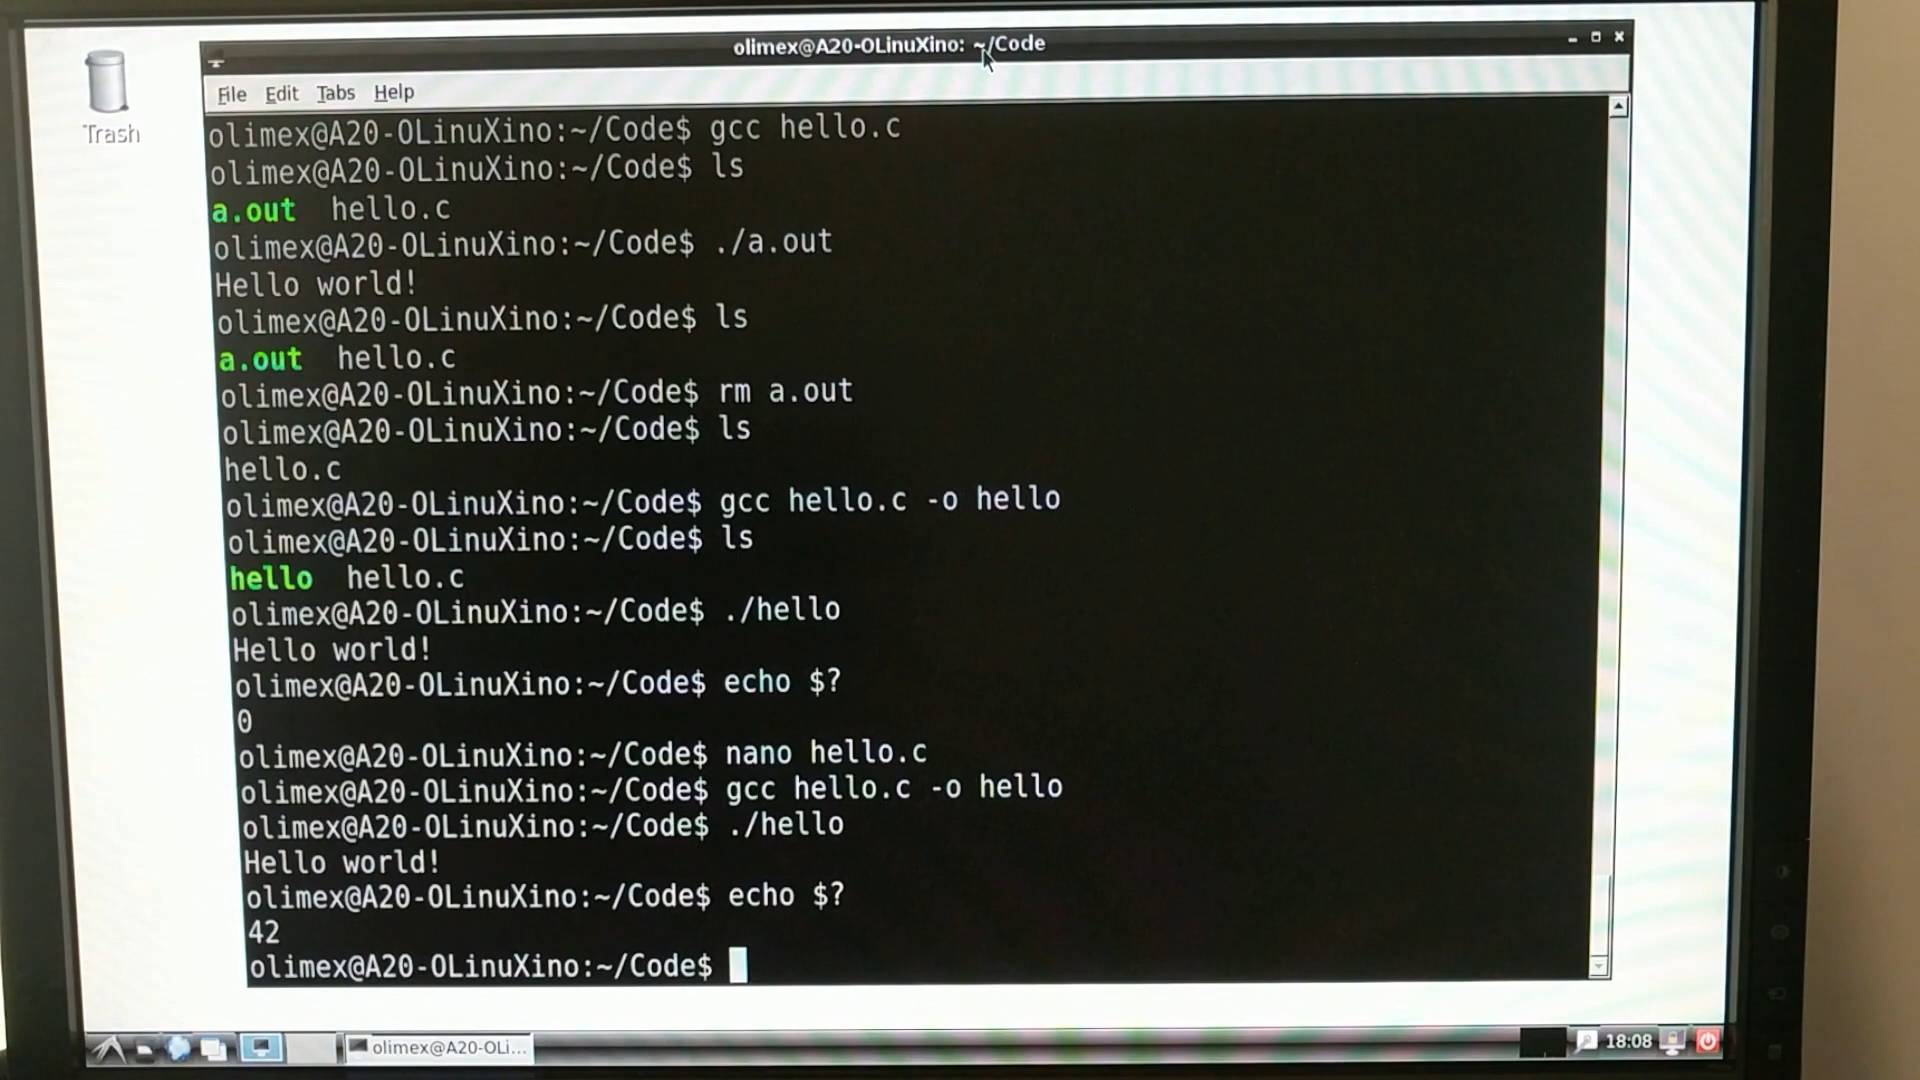 olimex@A20-OLinuXino: ~/Code
File Edit Tabs Help
Trash
olimex@A20-OLinuXino:~/Code$ gcc hello.c
olimex@A20-OLinuXino:~/Code$ ls
a.out hello.c
olimex@A20-OLinuXino:~/Code$ ./a.out
Hello world!
olimex@A20-OLinuXino:~/Code$ ls
a.out hello.c
olimex@A20-OLinuXino:~/Code$ rm a.out
olimex@A20-OLinuXino:~/Code$ ls
hello.c
olimex@A20-OLinuXino:~/Code$ gcc hello.c -o hello
olimex@A20-OLinuXino:~/Code$ ls
hello hello.c
olimex@A20-OLinuXino:~/Code$ ./hello
Hello world!
olimex@A20-OLinuXino:~/Code$ echo $?
0
olimex@A20-OLinuXino:~/Code$ nano hello.c
olimex@A20-OLinuXino:~/Code$ gcc hello.c -o hello
olimex@A20-OLinuXino:~/Code$ ./hello
Hello world!
olimex@A20-OLinuXino:~/Code$ echo $?
42
olimex@A20-OLinuXino:~/Code$
olimex@A20-OLi...
18:08